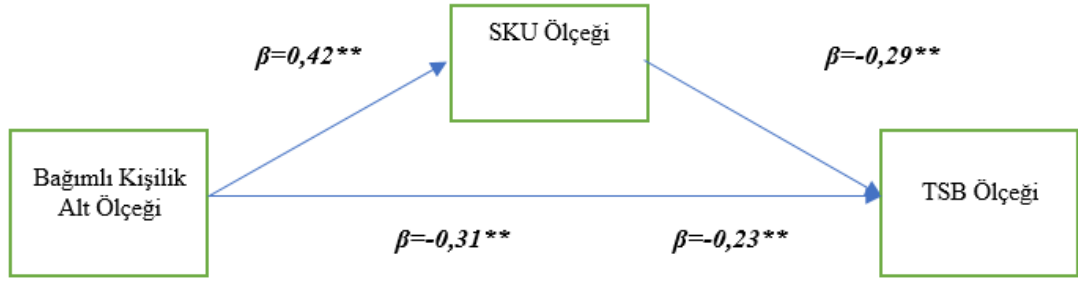 SKU Ölçeği
β=0,42**
β=-0,29**
Bağımlı Kişilik
Alt Ölçeği
TSB Ölçeği
β=-0,31**
β=-0,23**